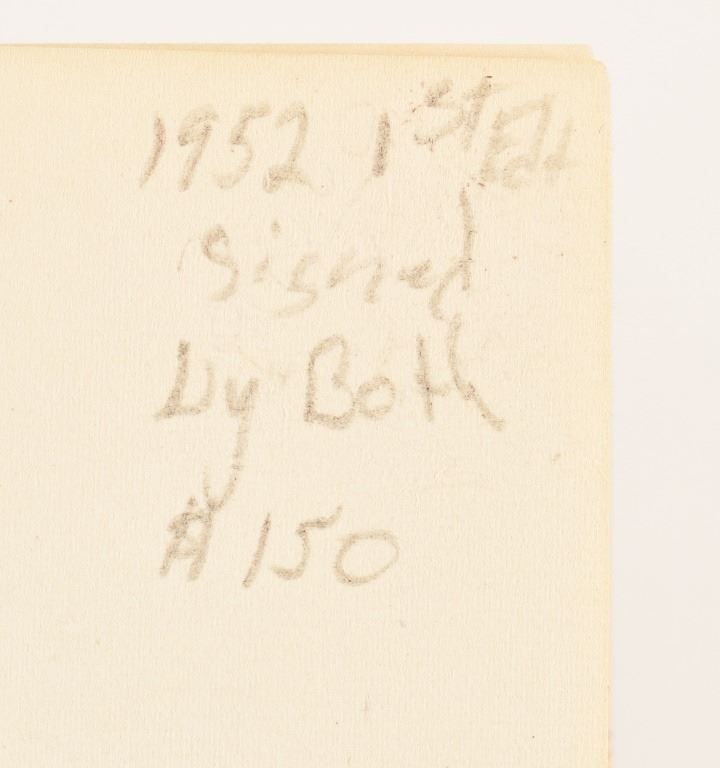 1952 1st Ed
Signed
by Both
A 150